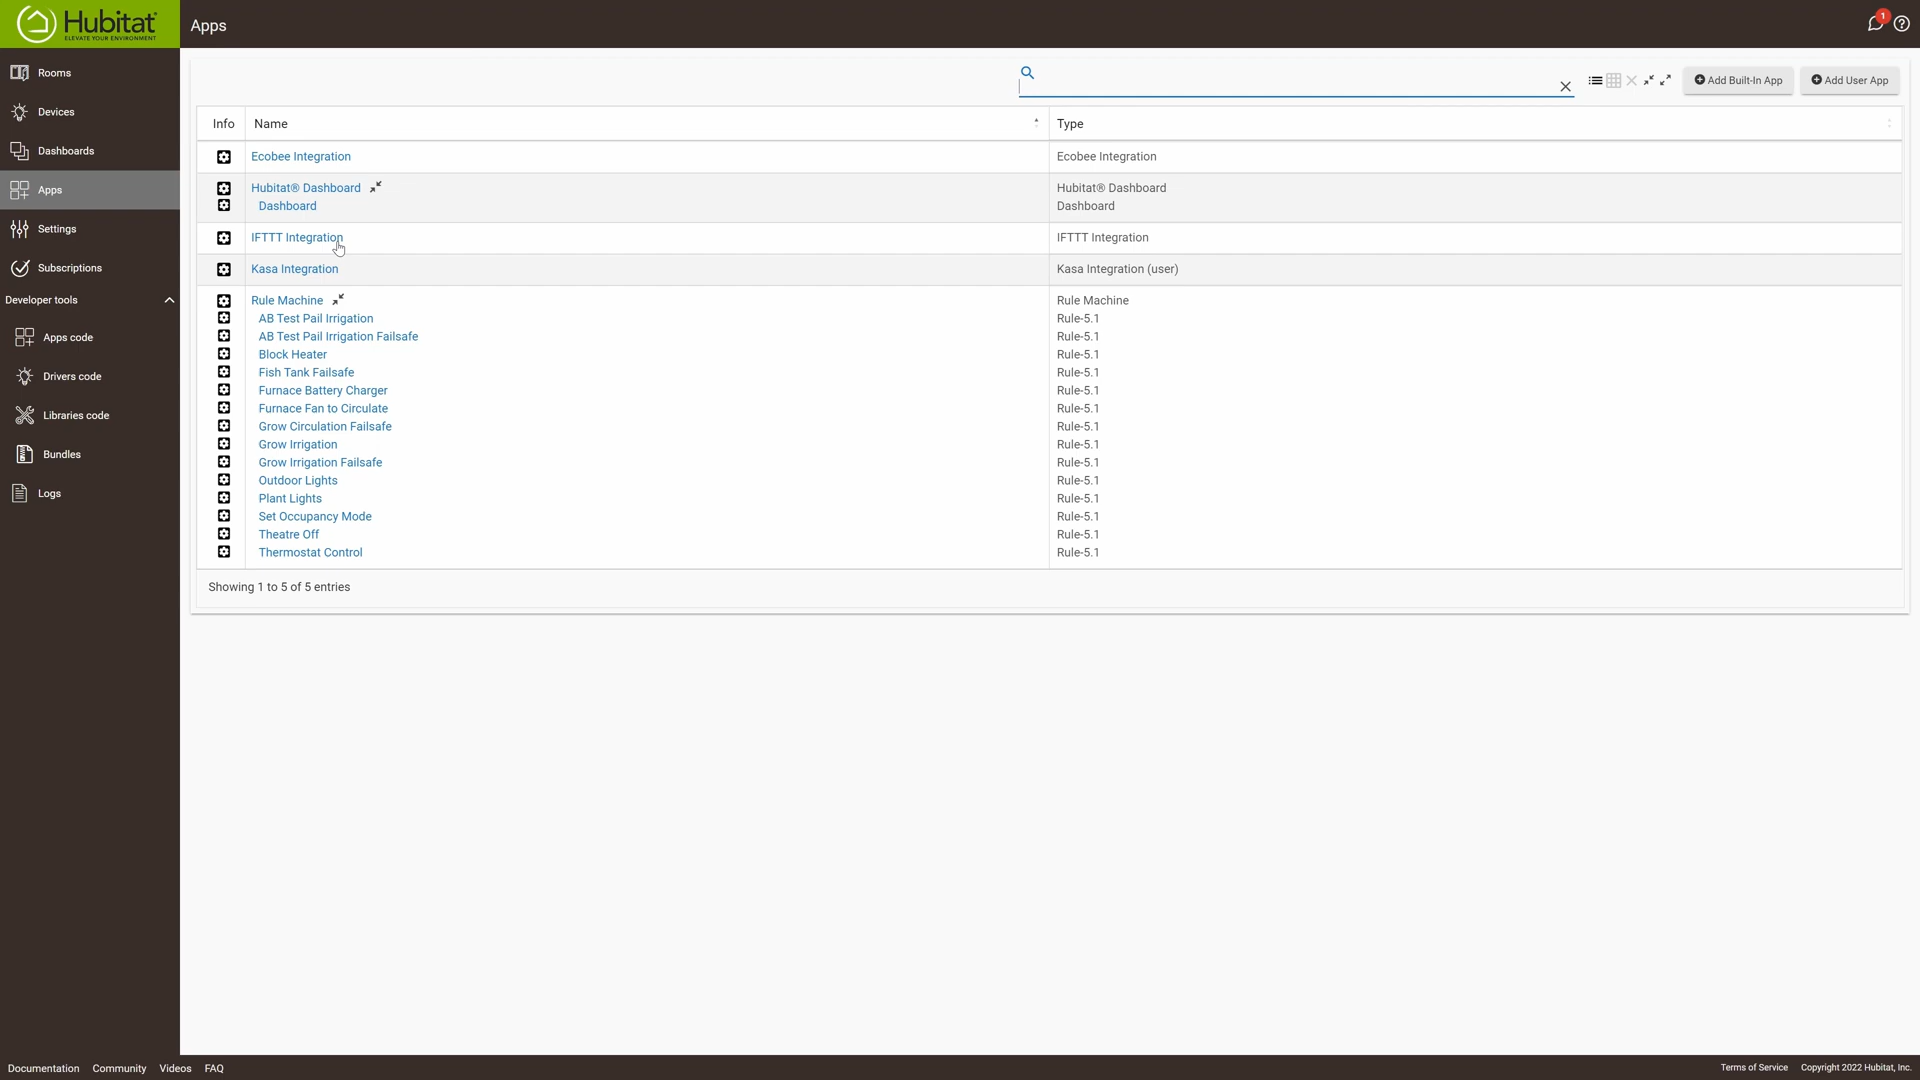 Hubitat
ELEVATE YOUR ENVIRONMENT
Apps
1
Rooms
Devices
Dashboards
Apps
Settings
Subscriptions
Developer tools
Apps code
Drivers code
Libraries code
Bundles
Logs
Add Built-In App
Add User App
Info Name Type
Ecobee Integration Ecobee Integration
Hubitat® Dashboard Hubitat® Dashboard
Dashboard Dashboard
IFTTT Integration IFTTT Integration
Kasa Integration Kasa Integration (user)
Rule Machine Rule Machine
AB Test Pail Irrigation Rule-5.1
AB Test Pail Irrigation Failsafe Rule-5.1
Block Heater Rule-5.1
Fish Tank Failsafe Rule-5.1
Furnace Battery Charger Rule-5.1
Furnace Fan to Circulate Rule-5.1
Grow Circulation Failsafe Rule-5.1
Grow Irrigation Rule-5.1
Grow Irrigation Failsafe Rule-5.1
Outdoor Lights Rule-5.1
Plant Lights Rule-5.1
Set Occupancy Mode Rule-5.1
Theatre Off Rule-5.1
Thermostat Control Rule-5.1
Showing 1 to 5 of 5 entries
Documentation Community Videos FAQ
Terms of Service Copyright 2022 Hubitat, Inc.